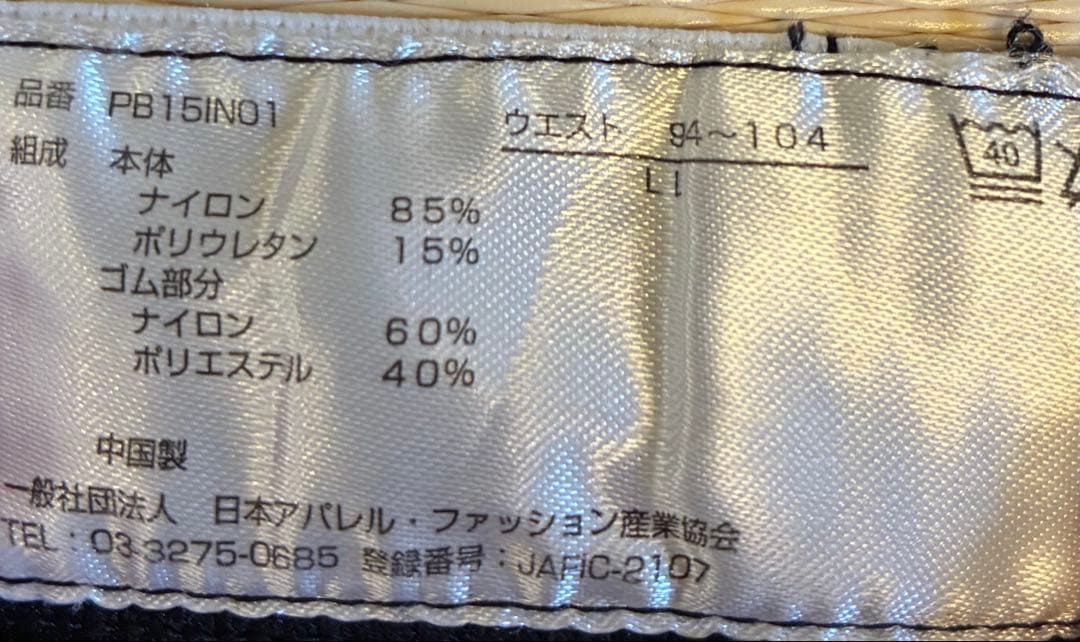 品番 PB15IN01
組成 本体
ナイロン 85%
ポリウレタン 15%
ゴム部分
ナイロン 60%
ポリエステル 40%
中国製
一般社団法人 日本アパレル・ファッション産業協会
TEL：03-3275-0685 登録番号：JAFIC-2107
ウエスト 94～104
LI
40